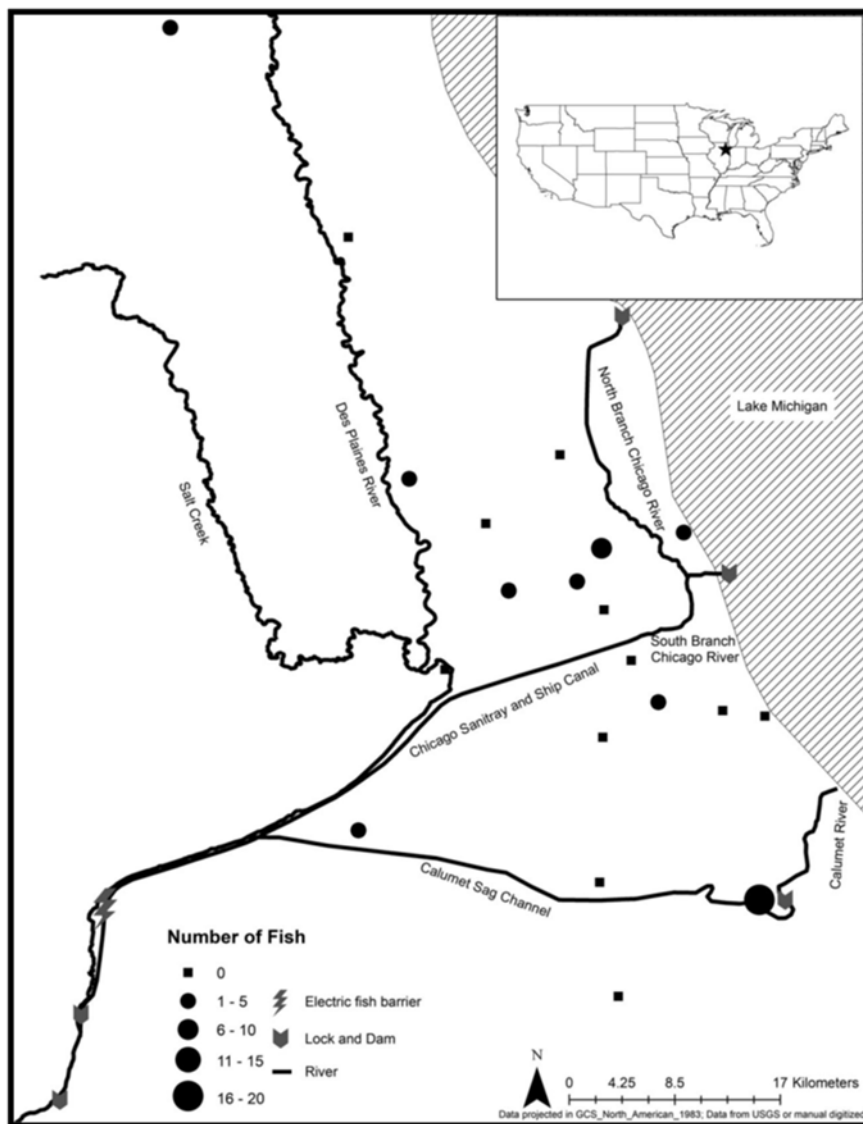 Lake Michigan
North Branch Chicago River
Des Plaines River
Salt Creek
South Branch
Chicago River
Chicago Sanitray and Ship Canal
Calumet River
Calumet Sag Channel
Number of Fish
0
1 - 5
6 - 10
11 - 15
16 - 20
Electric fish barrier
Lock and Dam
River
N
0 4.25 8.5 17 Kilometers
Data projected in GCS_North_American_1983; Data from USGS or manual digitized